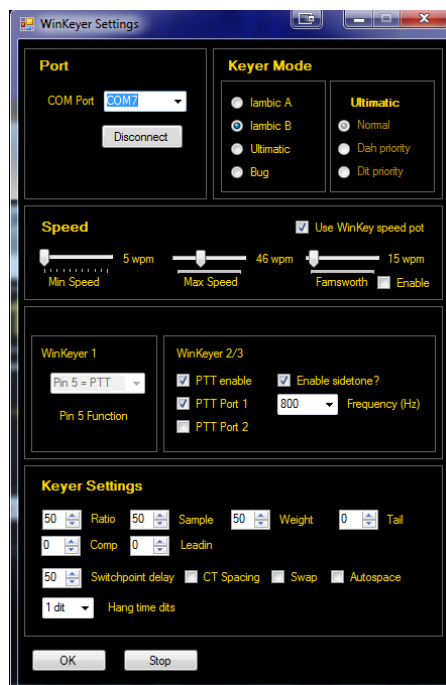 WinKeyer Settings
Port
COM Port COM7
Disconnect
Keyer Mode
Iambic A
Iambic B
Ultimatic
Bug
Ultimatic
Normal
Dah priority
Dit priority
Speed
Use WinKey speed pot
5 wpm 46 wpm 15 wpm
Min Speed Max Speed Farnsworth Enable
WinKeyer 1
Pin 5 = PTT
Pin 5 Function
WinKeyer 2/3
PTT enable Enable sidetone?
PTT Port 1 800 Frequency (Hz)
PTT Port 2
Keyer Settings
50 Ratio 50 Sample 50 Weight 0 Tail
0 Comp 0 Leadin
50 Switchpoint delay CT Spacing Swap Autospace
1 dit Hang time dits
OK Stop